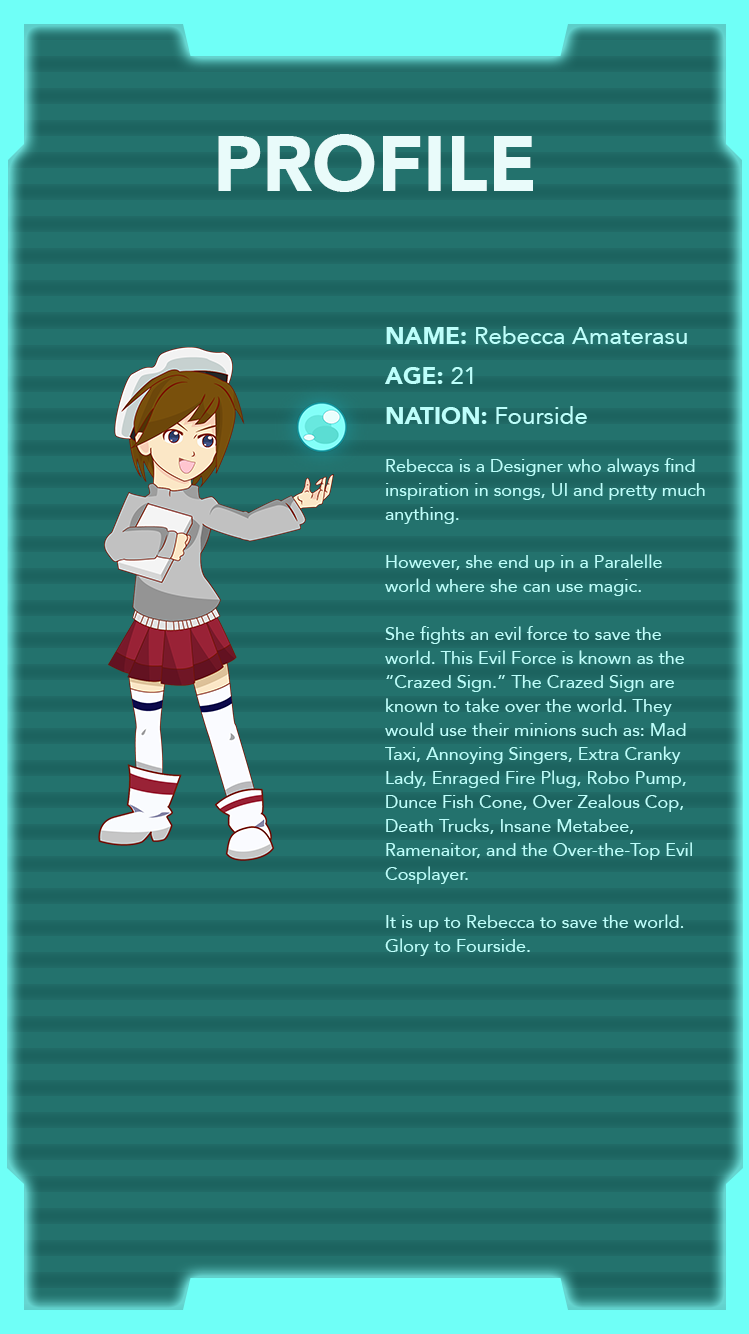 PROFILE
NAME: Rebecca Amaterasu
AGE: 21
NATION: Fourside
Rebecca is a Designer who always find
inspiration in songs, UI and pretty much
anything.
However, she end up in a Paralelle
world where she can use magic.
She fights an evil force to save the
world. This Evil Force is known as the
“Crazed Sign.” The Crazed Sign are
known to take over the world. They
would use their minions such as: Mad
Taxi, Annoying Singers, Extra Cranky
Lady, Enraged Fire Plug, Robo Pump,
Dunce Fish Cone, Over Zealous Cop,
Death Trucks, Insane Metabee,
Ramenaitor, and the Over-the-Top Evil
Cosplayer.
It is up to Rebecca to save the world.
Glory to Fourside.